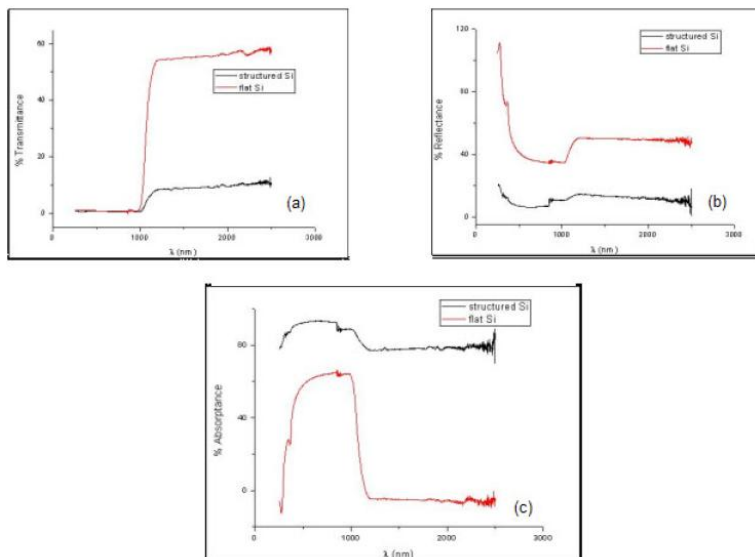 60
40
20
0
% Transmittance
structured Si
flat Si
(a)
0
1000
2000
3000
λ (nm)
120
80
40
0
% Reflectance
structured Si
flat Si
(b)
0
1000
2000
3000
λ (nm)
80
40
0
% Absorptance
structured Si
flat Si
(c)
0
1000
2000
3000
λ (nm)